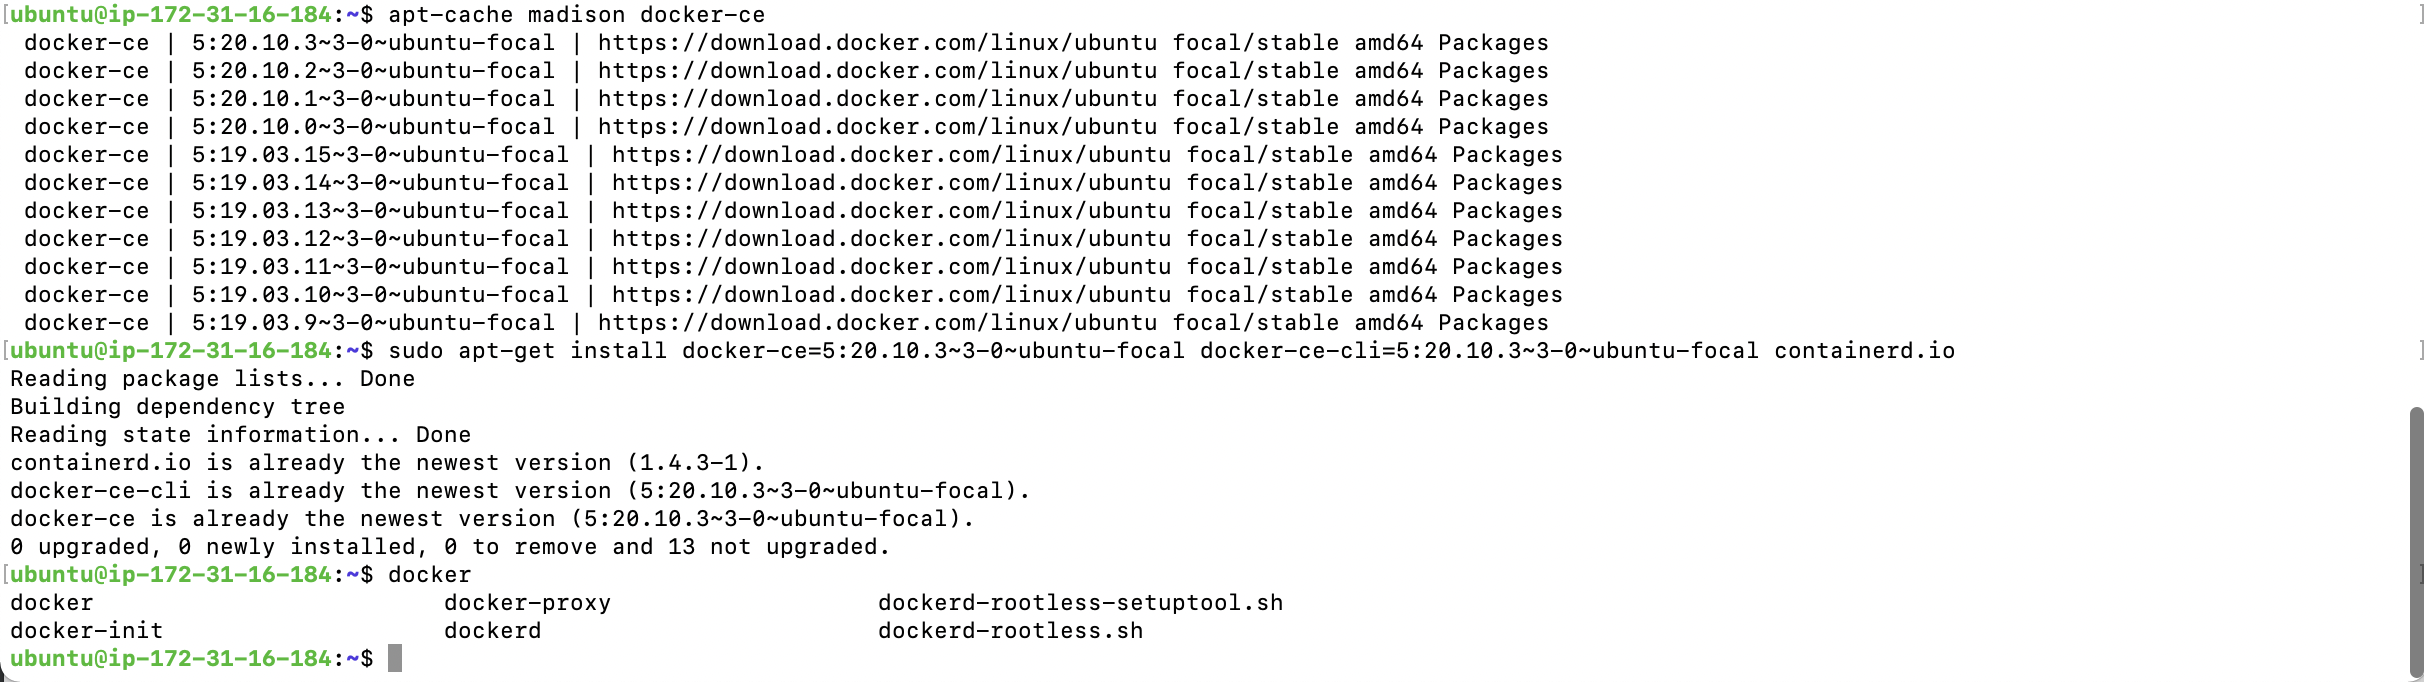 [ubuntu@ip-172-31-16-184:~$ apt-cache madison docker-ce ]
docker-ce | 5:20.10.3~3-0~ubuntu-focal | https://download.docker.com/linux/ubuntu focal/stable amd64 Packages
docker-ce | 5:20.10.2~3-0~ubuntu-focal | https://download.docker.com/linux/ubuntu focal/stable amd64 Packages
docker-ce | 5:20.10.1~3-0~ubuntu-focal | https://download.docker.com/linux/ubuntu focal/stable amd64 Packages
docker-ce | 5:20.10.0~3-0~ubuntu-focal | https://download.docker.com/linux/ubuntu focal/stable amd64 Packages
docker-ce | 5:19.03.15~3-0~ubuntu-focal | https://download.docker.com/linux/ubuntu focal/stable amd64 Packages
docker-ce | 5:19.03.14~3-0~ubuntu-focal | https://download.docker.com/linux/ubuntu focal/stable amd64 Packages
docker-ce | 5:19.03.13~3-0~ubuntu-focal | https://download.docker.com/linux/ubuntu focal/stable amd64 Packages
docker-ce | 5:19.03.12~3-0~ubuntu-focal | https://download.docker.com/linux/ubuntu focal/stable amd64 Packages
docker-ce | 5:19.03.11~3-0~ubuntu-focal | https://download.docker.com/linux/ubuntu focal/stable amd64 Packages
docker-ce | 5:19.03.10~3-0~ubuntu-focal | https://download.docker.com/linux/ubuntu focal/stable amd64 Packages
docker-ce | 5:19.03.9~3-0~ubuntu-focal | https://download.docker.com/linux/ubuntu focal/stable amd64 Packages
[ubuntu@ip-172-31-16-184:~$ sudo apt-get install docker-ce=5:20.10.3~3-0~ubuntu-focal docker-ce-cli=5:20.10.3~3-0~ubuntu-focal containerd.io ]
Reading package lists... Done
Building dependency tree
Reading state information... Done
containerd.io is already the newest version (1.4.3-1).
docker-ce-cli is already the newest version (5:20.10.3~3-0~ubuntu-focal).
docker-ce is already the newest version (5:20.10.3~3-0~ubuntu-focal).
0 upgraded, 0 newly installed, 0 to remove and 13 not upgraded.
[ubuntu@ip-172-31-16-184:~$ docker ]
docker docker-proxy dockerd-rootless-setuptool.sh
docker-init dockerd dockerd-rootless.sh
ubuntu@ip-172-31-16-184:~$